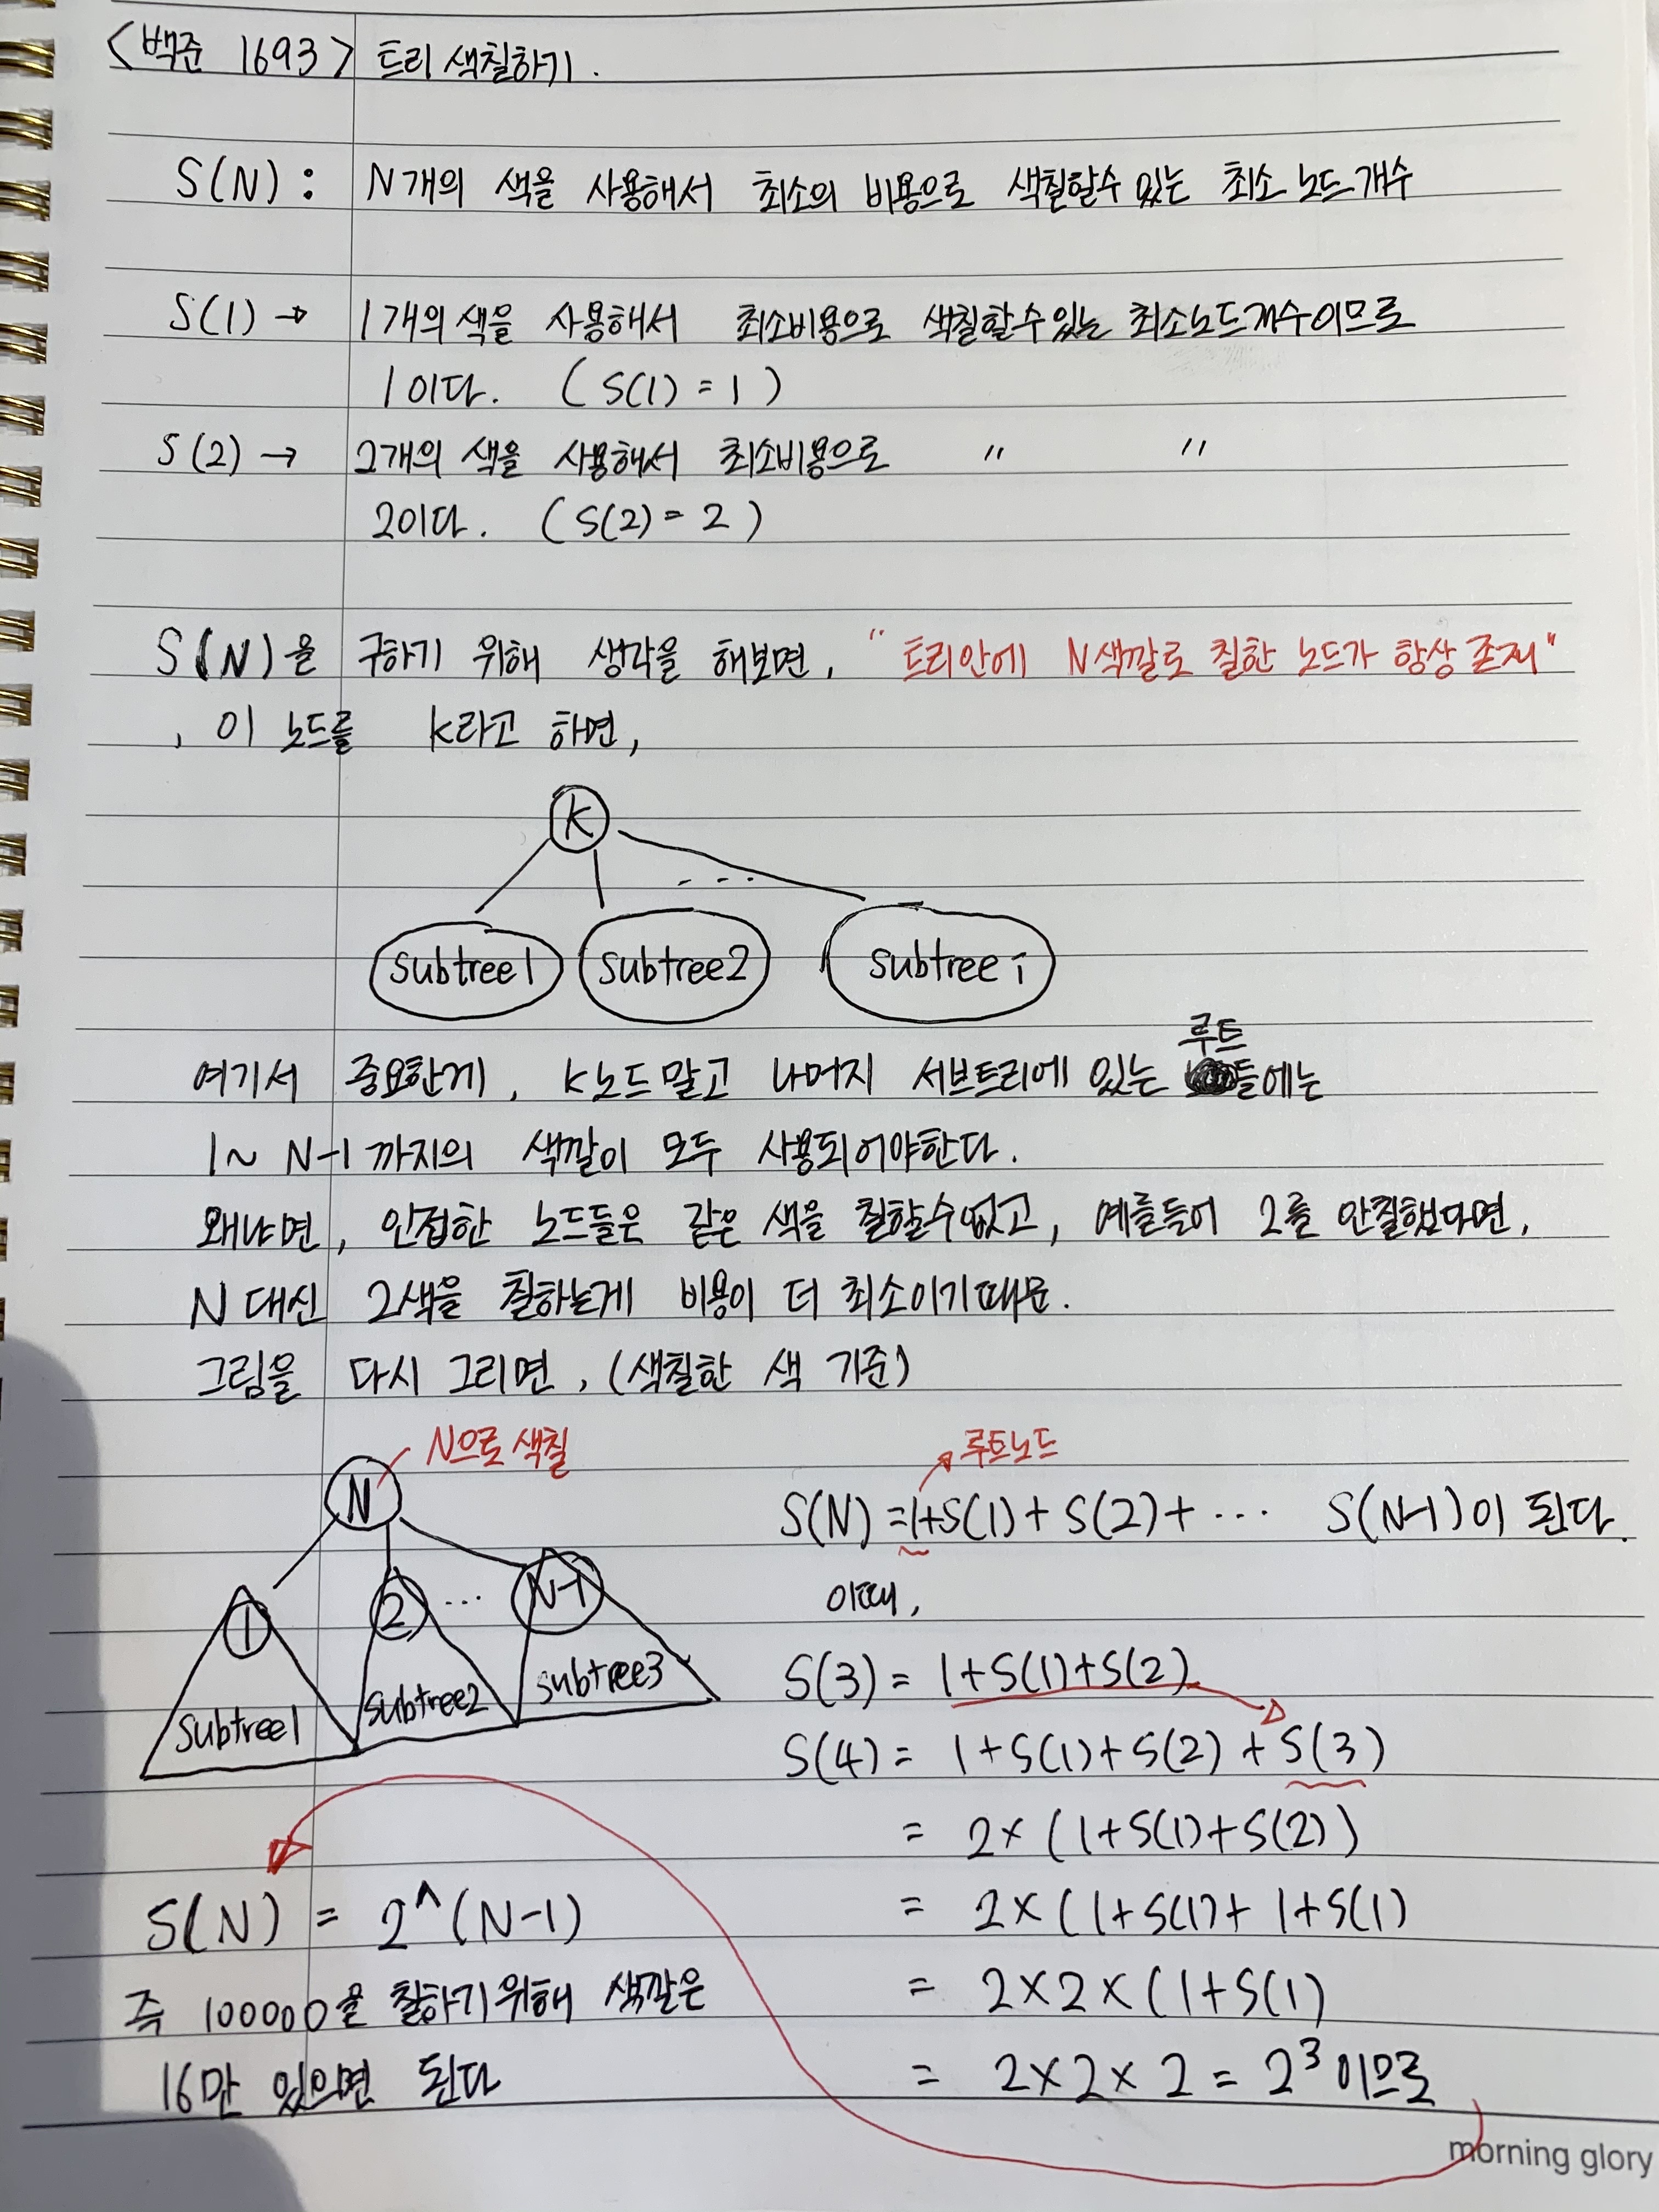 <백준 1693> 트리 색칠하기.
S(N) : N개의 색을 사용해서 최소의 비용으로 색칠할수 있는 최소 노드 개수
S(1) → 1개의 색을 사용해서 최소비용으로 색칠할수있는 최소노드개수이므로
1이다. ( S(1) = 1 )
S(2) → 2개의 색을 사용해서 최소비용으로 " "
2이다. ( S(2) = 2 )
S(N)을 구하기 위해 생각을 해보면, "트리안에 N색깔로 칠한 노드가 항상 존재"
, 이 노드를 K라고 하면,
K
...
subtree1 subtree2 subtree i
루트
여기서 중요한게, K노드 말고 나머지 서브트리에 있는 들에는
1~ N-1 까지의 색깔이 모두 사용되어야한다.
왜냐면, 인접한 노드들은 같은 색을 칠할수없고, 예를들어 2를 안칠했다면,
N 대신 2색을 칠하는게 비용이 더 최소이기때문.
그림을 다시 그리면, (색칠한 색 기준)
N으로 색칠
N
1 2 ... N-1
subtree1 subtree2 subtree3
루트노드
S(N) = 1+S(1) + S(2) + ... S(N-1)이 된다.
이때,
S(3) = 1+S(1)+S(2)
S(4) = 1+S(1)+S(2) +S(3)
= 2× (1+S(1)+S(2))
= 2× (1+S(1)+ 1+S(1)
= 2×2×(1+S(1)
= 2×2×2 = 2³ 이므로
S(N) = 2^(N-1)
즉 100000을 칠하기위해 색깔은
16만 있으면 된다
morning glory